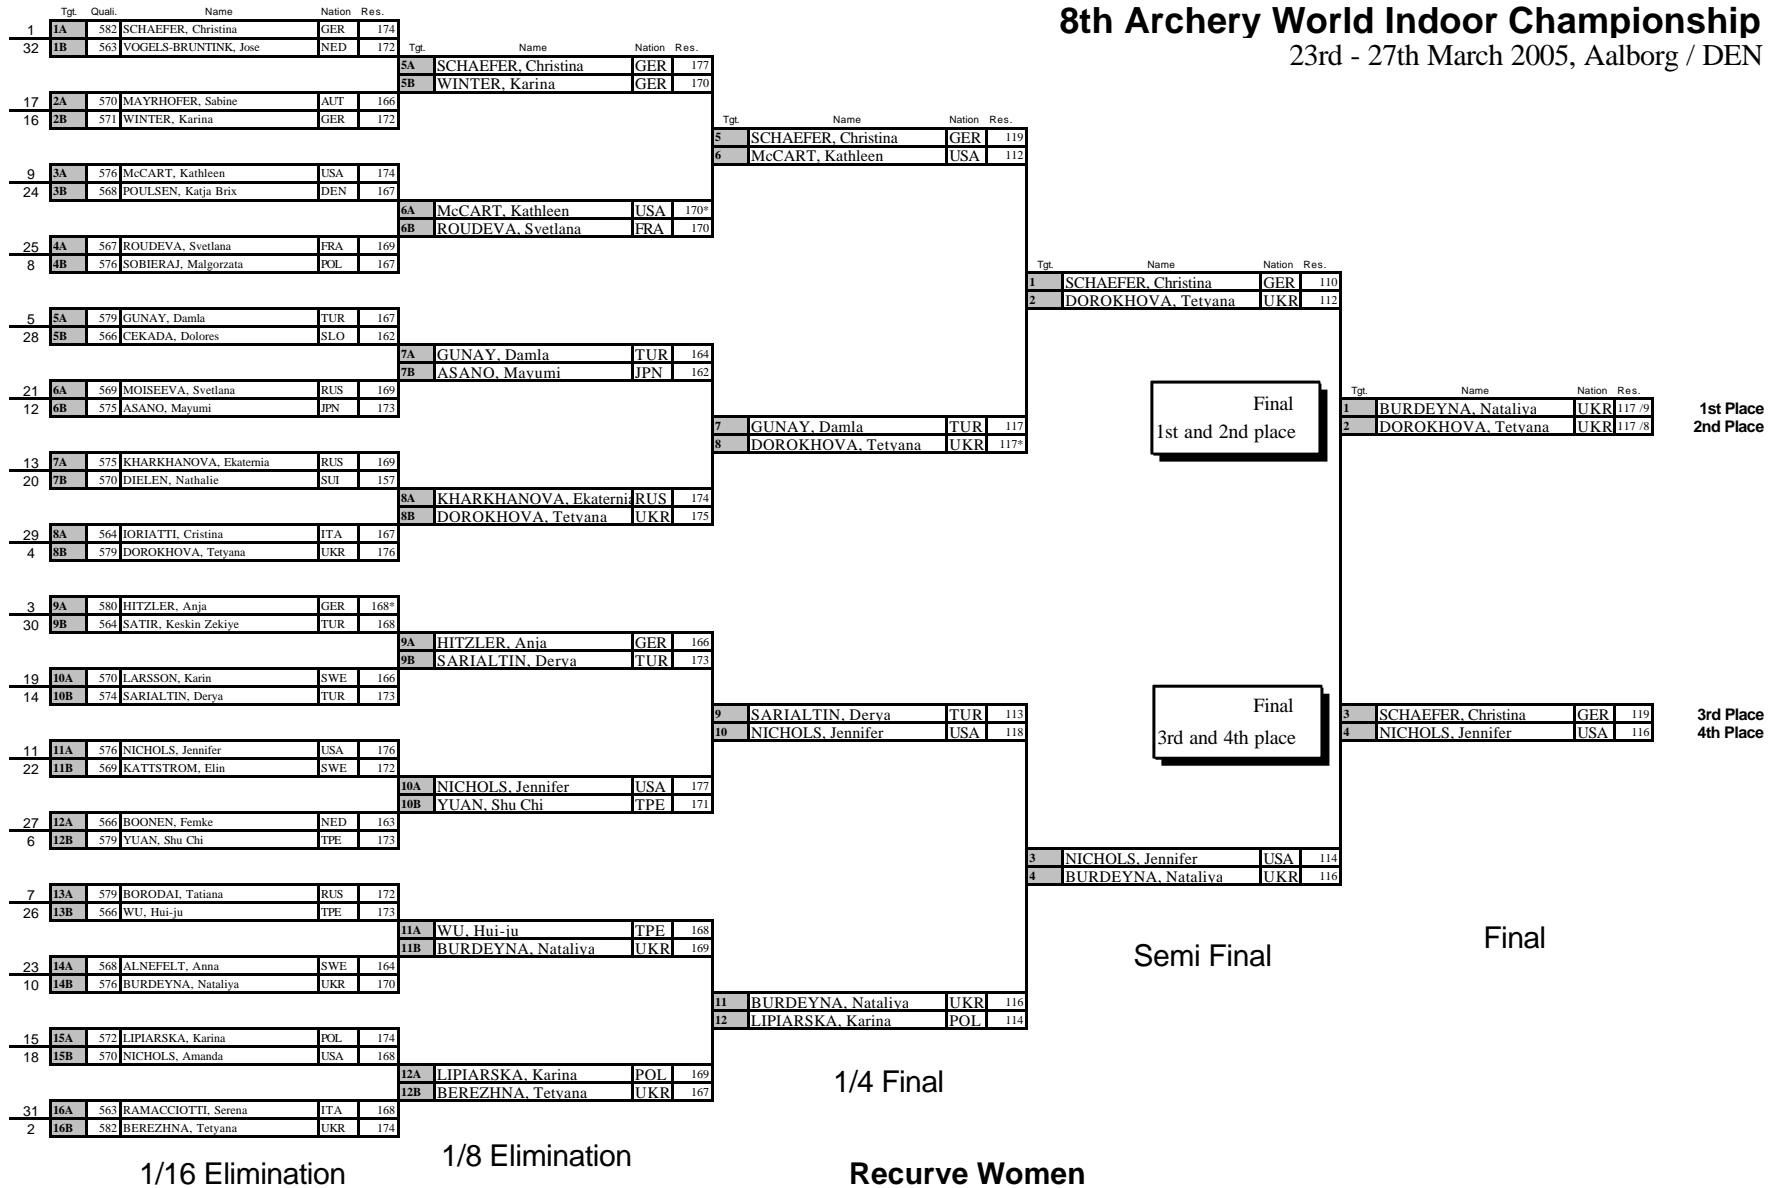 8th Archery World Indoor Championship
23rd - 27th March 2005, Aalborg / DEN
Tgt. Quali. Name Nation Res.
1 1A 582 SCHAEFER, Christina GER 174
32 1B 563 VOGELS-BRUNTINK, Jose NED 172
17 2A 570 MAYRHOFER, Sabine AUT 166
16 2B 571 WINTER, Karina GER 172
9 3A 576 McCART, Kathleen USA 174
24 3B 568 POULSEN, Katja Brix DEN 167
25 4A 567 ROUDEVA, Svetlana FRA 169
8 4B 576 SOBIERAJ, Malgorzata POL 167
5 5A 579 GUNAY, Damla TUR 167
28 5B 566 CEKADA, Dolores SLO 162
21 6A 569 MOISEEVA, Svetlana RUS 169
12 6B 575 ASANO, Mayumi JPN 173
13 7A 575 KHARKHANOVA, Ekaternia RUS 169
20 7B 570 DIELEN, Nathalie SUI 157
29 8A 564 IORIATTI, Cristina ITA 167
4 8B 579 DOROKHOVA, Tetyana UKR 176
3 9A 580 HITZLER, Anja GER 168*
30 9B 564 SATIR, Keskin Zekiye TUR 168
19 10A 570 LARSSON, Karin SWE 166
14 10B 574 SARIALTIN, Derya TUR 173
11 11A 576 NICHOLS, Jennifer USA 176
22 11B 569 KATTSTROM, Elin SWE 172
27 12A 566 BOONEN, Femke NED 163
6 12B 579 YUAN, Shu Chi TPE 173
7 13A 579 BORODAI, Tatiana RUS 172
26 13B 566 WU, Hui-ju TPE 173
23 14A 568 ALNEFELT, Anna SWE 164
10 14B 576 BURDEYNA, Nataliya UKR 170
15 15A 572 LIPIARSKA, Karina POL 174
18 15B 570 NICHOLS, Amanda USA 168
31 16A 563 RAMACCIOTTI, Serena ITA 168
2 16B 582 BEREZHNA, Tetyana UKR 174
1/16 Elimination
Tgt. Name Nation Res.
5A SCHAEFER, Christina GER 177
5B WINTER, Karina GER 170
6A McCART, Kathleen USA 170*
6B ROUDEVA, Svetlana FRA 170
7A GUNAY, Damla TUR 164
7B ASANO, Mayumi JPN 162
8A KHARKHANOVA, Ekaternia RUS 174
8B DOROKHOVA, Tetyana UKR 175
9A HITZLER, Anja GER 166
9B SARIALTIN, Derya TUR 173
10A NICHOLS, Jennifer USA 177
10B YUAN, Shu Chi TPE 171
11A WU, Hui-ju TPE 168
11B BURDEYNA, Nataliya UKR 169
12A LIPIARSKA, Karina POL 169
12B BEREZHNA, Tetyana UKR 167
1/8 Elimination
Tgt. Name Nation Res.
5 SCHAEFER, Christina GER 119
6 McCART, Kathleen USA 112
7 GUNAY, Damla TUR 117
8 DOROKHOVA, Tetyana UKR 117*
9 SARIALTIN, Derya TUR 113
10 NICHOLS, Jennifer USA 118
11 BURDEYNA, Nataliya UKR 116
12 LIPIARSKA, Karina POL 114
1/4 Final
Tgt. Name Nation Res.
1 SCHAEFER, Christina GER 110
2 DOROKHOVA, Tetyana UKR 112
3 NICHOLS, Jennifer USA 114
4 BURDEYNA, Nataliya UKR 116
Semi Final
Final
1st and 2nd place
Tgt. Name Nation Res.
1 BURDEYNA, Nataliya UKR 117 /9 1st Place
2 DOROKHOVA, Tetyana UKR 117 /8 2nd Place
Final
3rd and 4th place
3 SCHAEFER, Christina GER 119 3rd Place
4 NICHOLS, Jennifer USA 116 4th Place
Final
Recurve Women